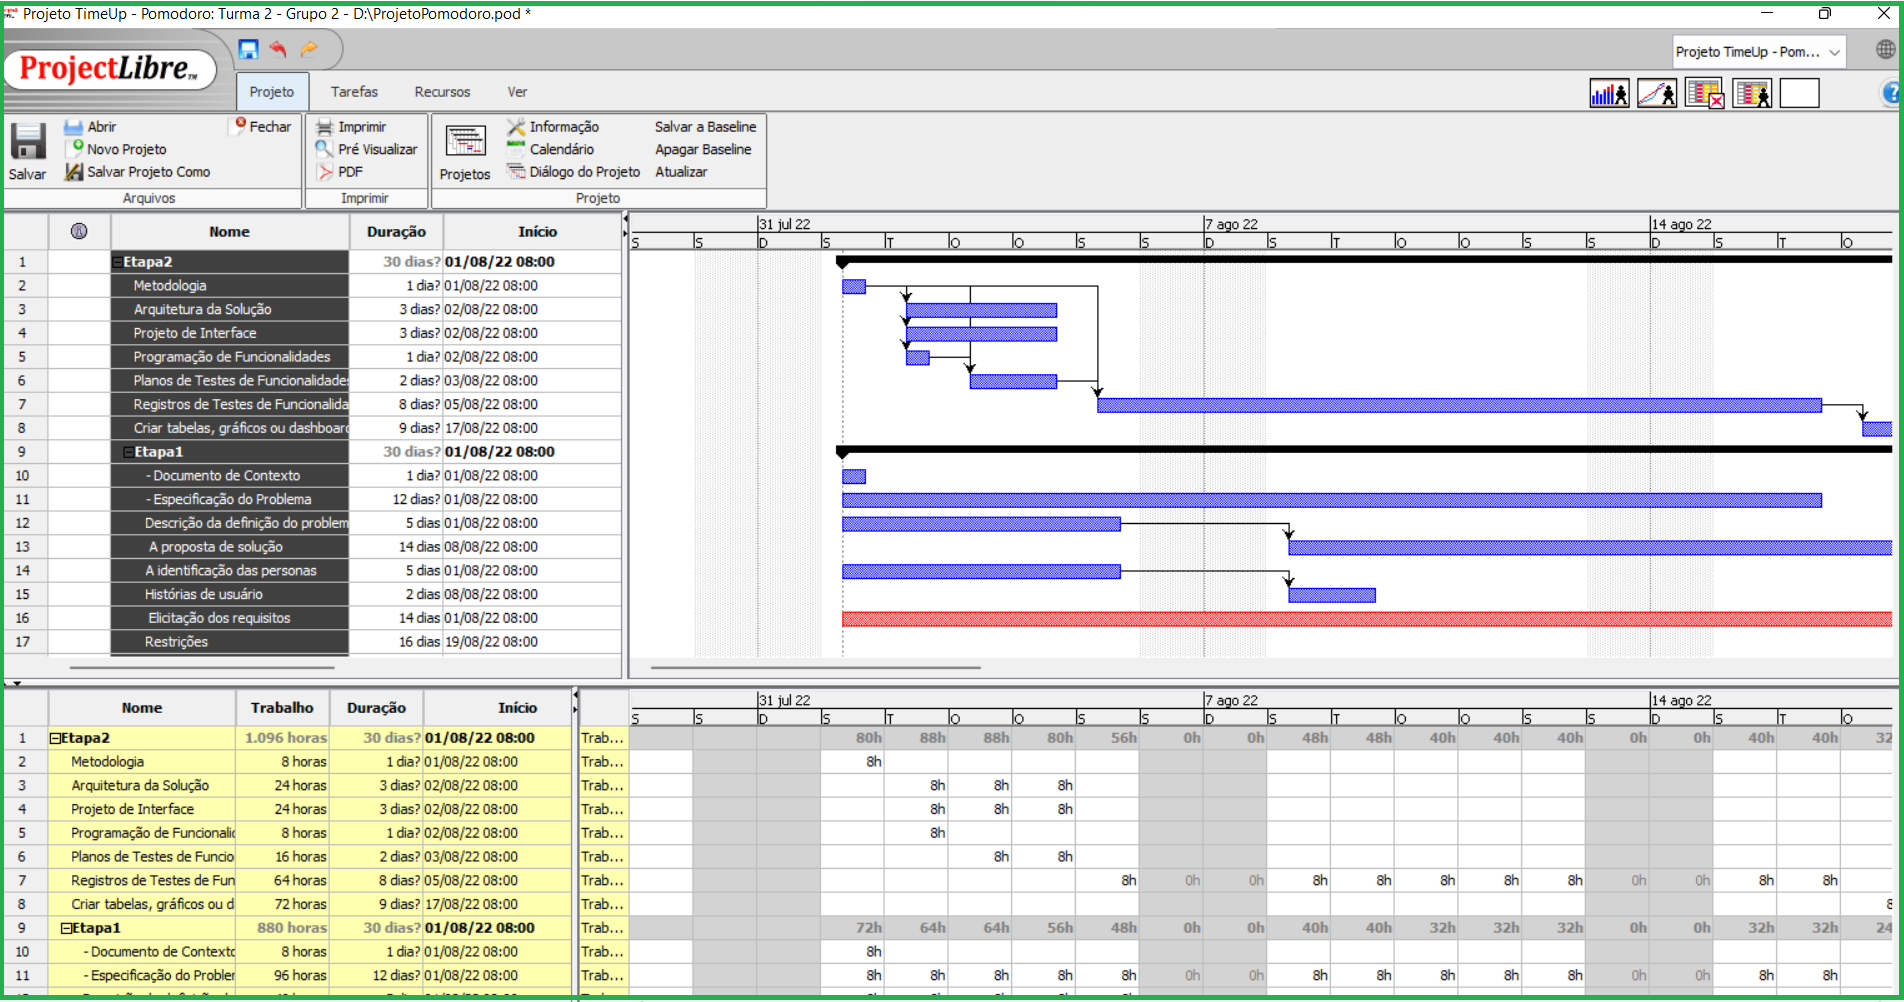 Projeto TimeUp - Pomodoro: Turma 2 - Grupo 2 - D:\ProjetoPomodoro.pod *
ProjectLibre™
Projeto TimeUp - Pom...
Projeto Tarefas Recursos Ver
Salvar
Abrir
Novo Projeto
Salvar Projeto Como
Fechar
Arquivos
Imprimir
Pré Visualizar
PDF
Imprimir
Projetos
Informação
Calendário
Diálogo do Projeto
Salvar a Baseline
Apagar Baseline
Atualizar
Projeto
Nome Duração Início
31 jul 22 7 ago 22 14 ago 22
S S D S T O O S S D S T O O S S D S T O
1 Etapa2 30 dias? 01/08/22 08:00
2 Metodologia 1 dia? 01/08/22 08:00
3 Arquitetura da Solução 3 dias? 02/08/22 08:00
4 Projeto de Interface 3 dias? 02/08/22 08:00
5 Programação de Funcionalidades 1 dia? 02/08/22 08:00
6 Planos de Testes de Funcionalidade 2 dias? 03/08/22 08:00
7 Registros de Testes de Funcionalida 8 dias? 05/08/22 08:00
8 Criar tabelas, gráficos ou dashboard 9 dias? 17/08/22 08:00
9 Etapa1 30 dias? 01/08/22 08:00
10 - Documento de Contexto 1 dia? 01/08/22 08:00
11 - Especificação do Problema 12 dias? 01/08/22 08:00
12 Descrição da definição do problem 5 dias 01/08/22 08:00
13 A proposta de solução 14 dias 08/08/22 08:00
14 A identificação das personas 5 dias 01/08/22 08:00
15 Histórias de usuário 2 dias 08/08/22 08:00
16 Elicitação dos requisitos 14 dias 01/08/22 08:00
17 Restrições 16 dias 19/08/22 08:00
Nome Trabalho Duração Início
31 jul 22 7 ago 22 14 ago 22
S S D S T O O S S D S T O O S S D S T O
1 Etapa2 1.096 horas 30 dias? 01/08/22 08:00 Trab... 80h 88h 88h 80h 56h 0h 0h 48h 48h 40h 40h 40h 0h 0h 40h 40h 32
2 Metodologia 8 horas 1 dia? 01/08/22 08:00 Trab... 8h
3 Arquitetura da Solução 24 horas 3 dias? 02/08/22 08:00 Trab... 8h 8h 8h
4 Projeto de Interface 24 horas 3 dias? 02/08/22 08:00 Trab... 8h 8h 8h
5 Programação de Funcionalid 8 horas 1 dia? 02/08/22 08:00 Trab... 8h
6 Planos de Testes de Funcio 16 horas 2 dias? 03/08/22 08:00 Trab... 8h 8h
7 Registros de Testes de Fun 64 horas 8 dias? 05/08/22 08:00 Trab... 8h 0h 0h 8h 8h 8h 8h 8h 0h 0h 8h 8h
8 Criar tabelas, gráficos ou d 72 horas 9 dias? 17/08/22 08:00 Trab... 8
9 Etapa1 880 horas 30 dias? 01/08/22 08:00 Trab... 72h 64h 64h 56h 48h 0h 0h 40h 40h 32h 32h 32h 0h 0h 32h 32h 24
10 - Documento de Contexto 8 horas 1 dia? 01/08/22 08:00 Trab... 8h
11 - Especificação do Probler 96 horas 12 dias? 01/08/22 08:00 Trab... 8h 8h 8h 8h 8h 0h 0h 8h 8h 8h 8h 8h 0h 0h 8h 8h